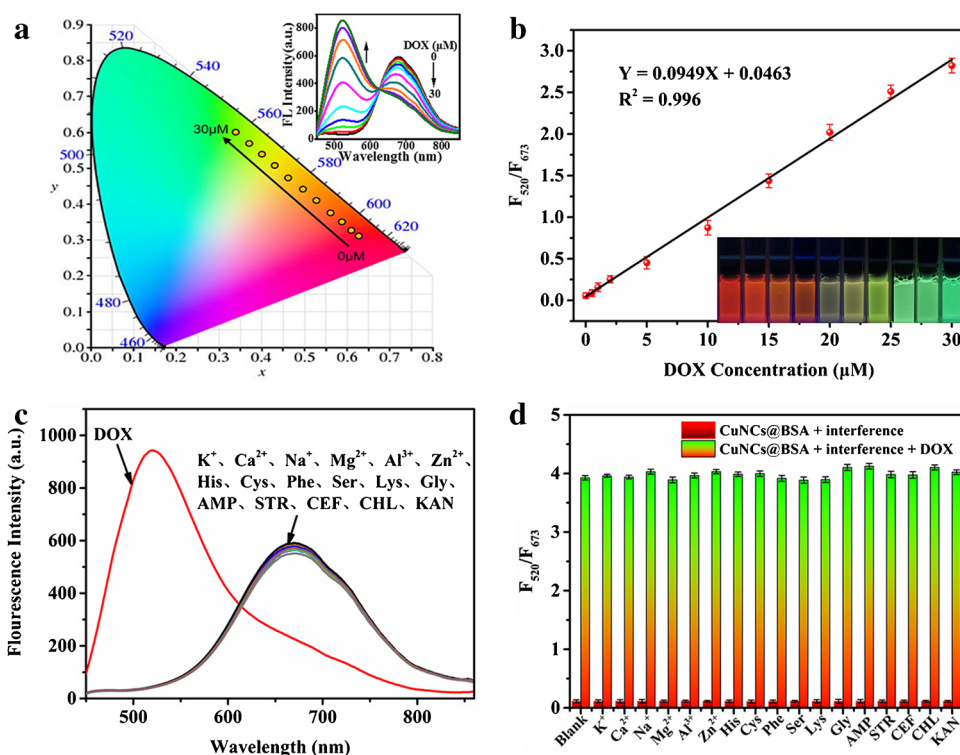 a
520
540
560
580
600
620
500
480
460
30μM
0μM
0.9
0.8
0.7
0.6
0.5
0.4
0.3
0.2
0.1
0.0
y
0.0 0.1 0.2 0.3 0.4 0.5 0.6 0.7 0.8
x
FL Intensity (a.u.)
800
600
400
200
0
500 600 700 800
Wavelength (nm)
DOX (μM)
0
30
b
Y = 0.0949X + 0.0463
R² = 0.996
F₅₂₀/F₆₇₃
3.0
2.5
2.0
1.5
1.0
0.5
0.0
0 5 10 15 20 25 30
DOX Concentration (μM)
c
DOX
K⁺、Ca²⁺、Na⁺、Mg²⁺、Al³⁺、Zn²⁺、
His、Cys、Phe、Ser、Lys、Gly、
AMP、STR、CEF、CHL、KAN
Flourescence Intensity (a.u.)
1000
800
600
400
200
0
500 600 700 800
Wavelength (nm)
d
CuNCs@BSA + interference
CuNCs@BSA + interference + DOX
F₅₂₀/F₆₇₃
5
4
3
2
1
0
Blank K⁺ Ca²⁺ Na⁺ Mg²⁺ Al³⁺ Zn²⁺ His Cys Phe Ser Lys Gly AMP STR CEF CHL KAN